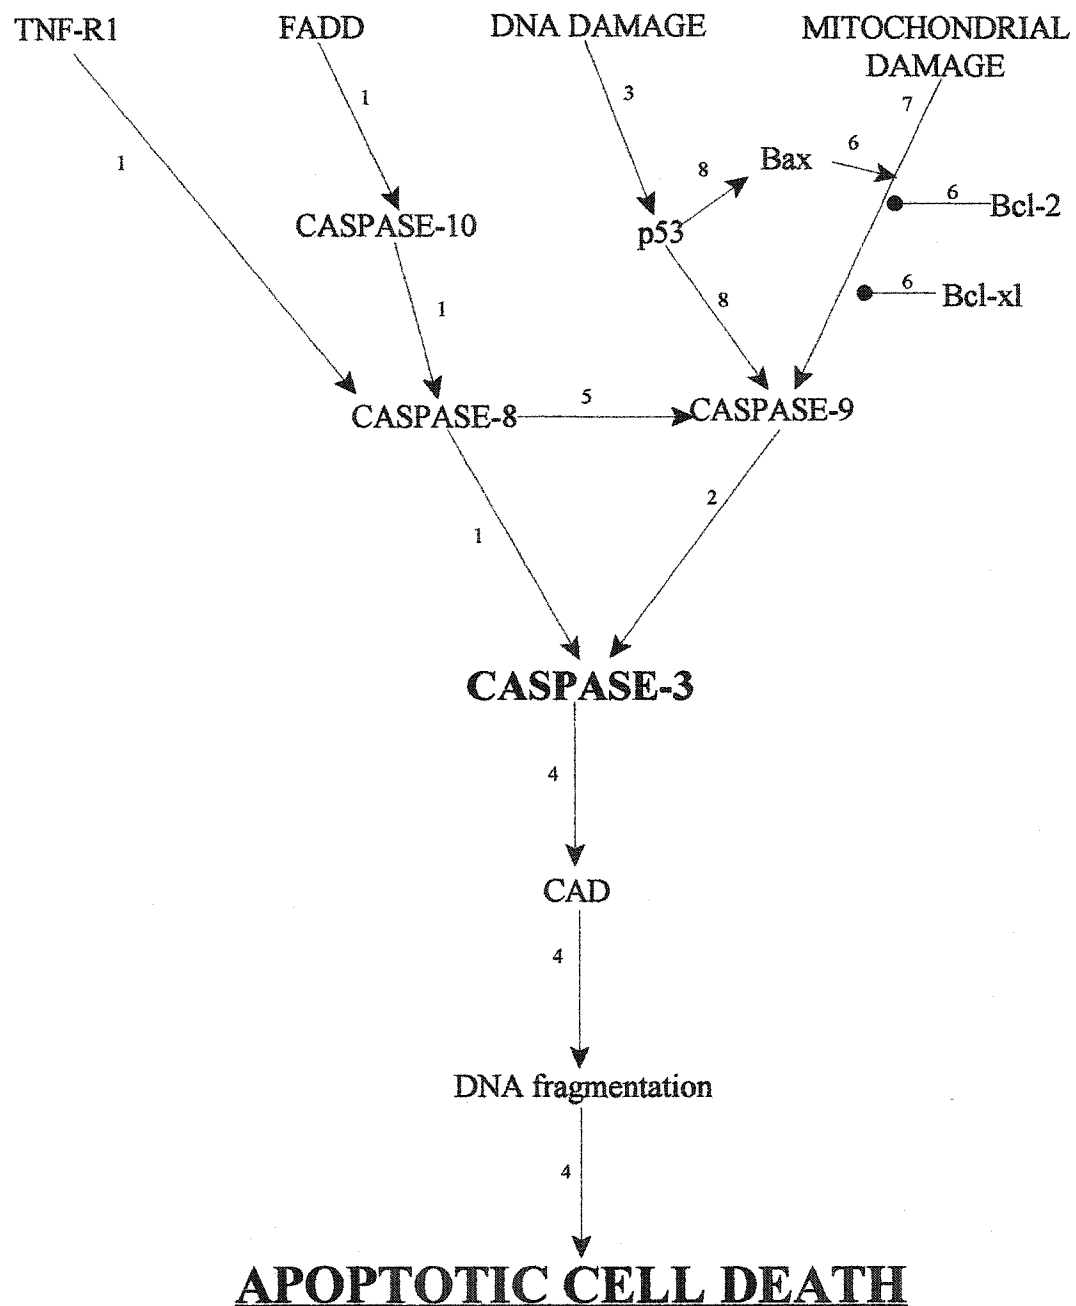 TNF-R1
FADD
DNA DAMAGE
MITOCHONDRIAL
DAMAGE
1
1
3
7
8
Bax
6
6
Bcl-2
CASPASE-10
p53
1
8
6
Bcl-xl
CASPASE-8
5
CASPASE-9
1
2
CASPASE-3
4
CAD
4
DNA fragmentation
4
APOPTOTIC CELL DEATH